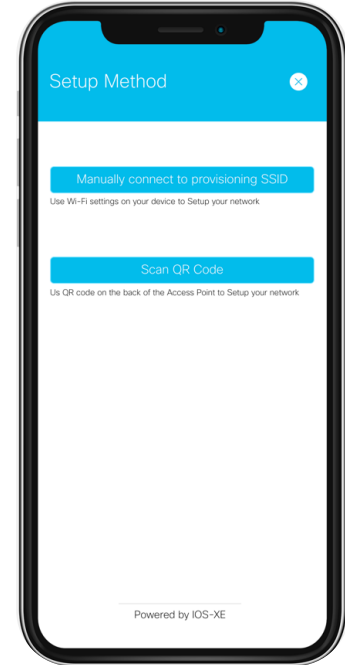 Setup Method
Manually connect to provisioning SSID
Use Wi-Fi settings on your device to Setup your network
Scan QR Code
Us QR code on the back of the Access Point to Setup your network
Powered by IOS-XE